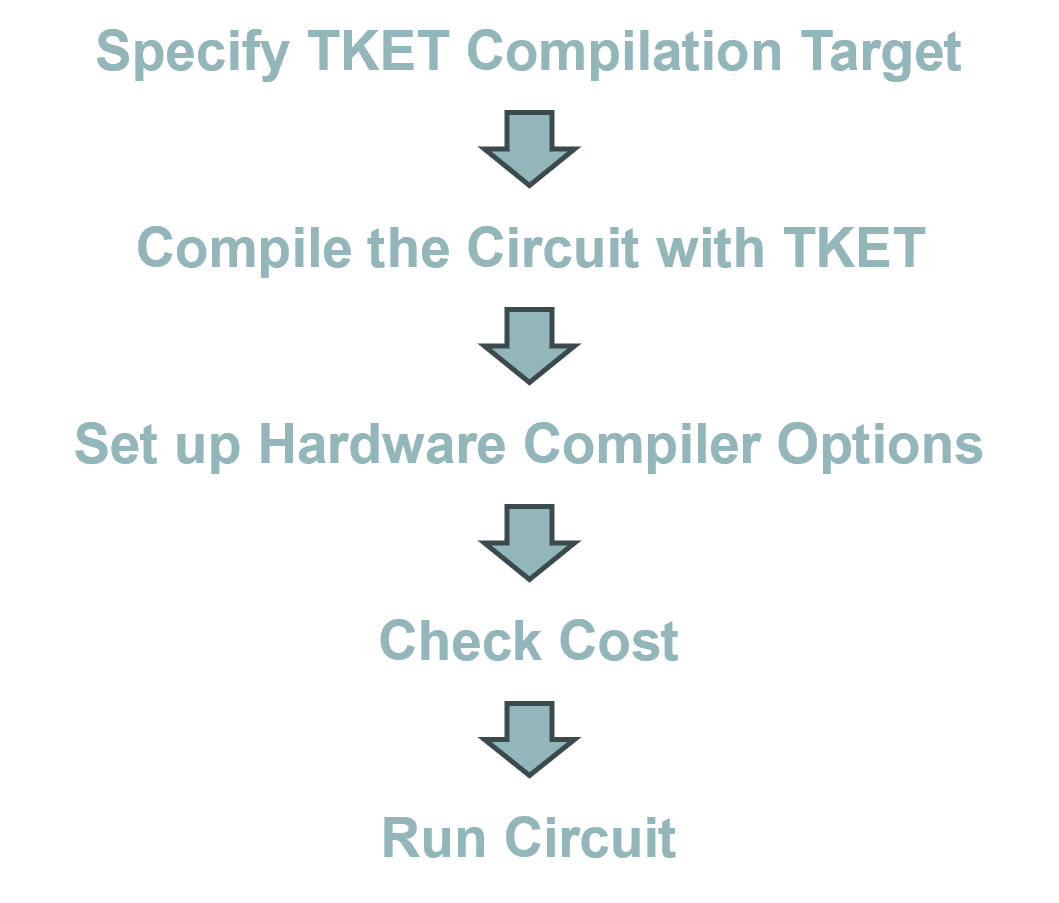 Specify TKET Compilation Target
Compile the Circuit with TKET
Set up Hardware Compiler Options
Check Cost
Run Circuit